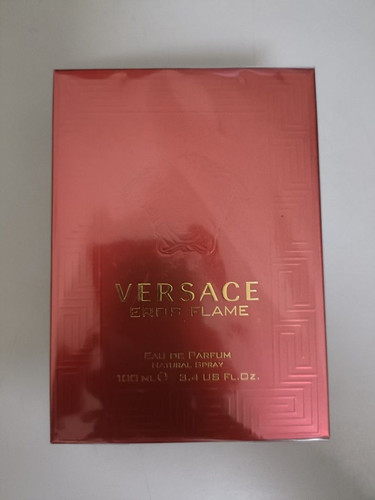 VERSACE
EROS FLAME
EAU DE PARFUM
NATURAL SPRAY
100 ML ℮ 3.4 US FL.OZ.